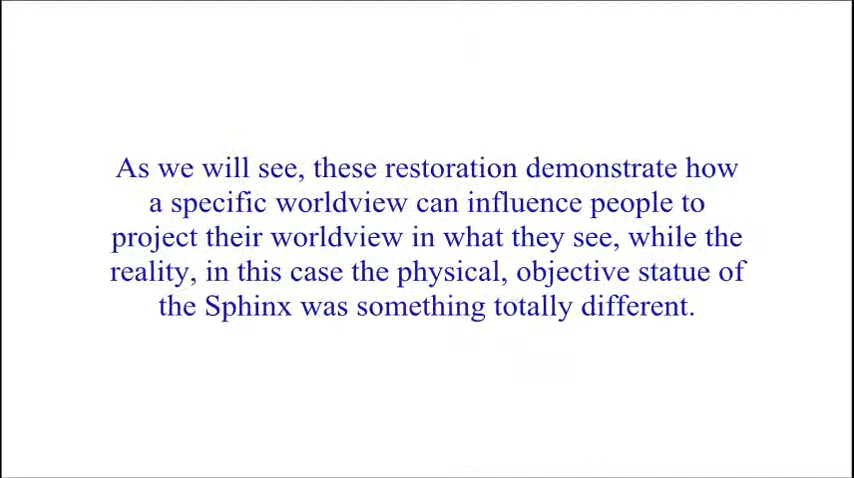 As we will see, these restoration demonstrate how
a specific worldview can influence people to
project their worldview in what they see, while the
reality, in this case the physical, objective statue of
the Sphinx was something totally different.